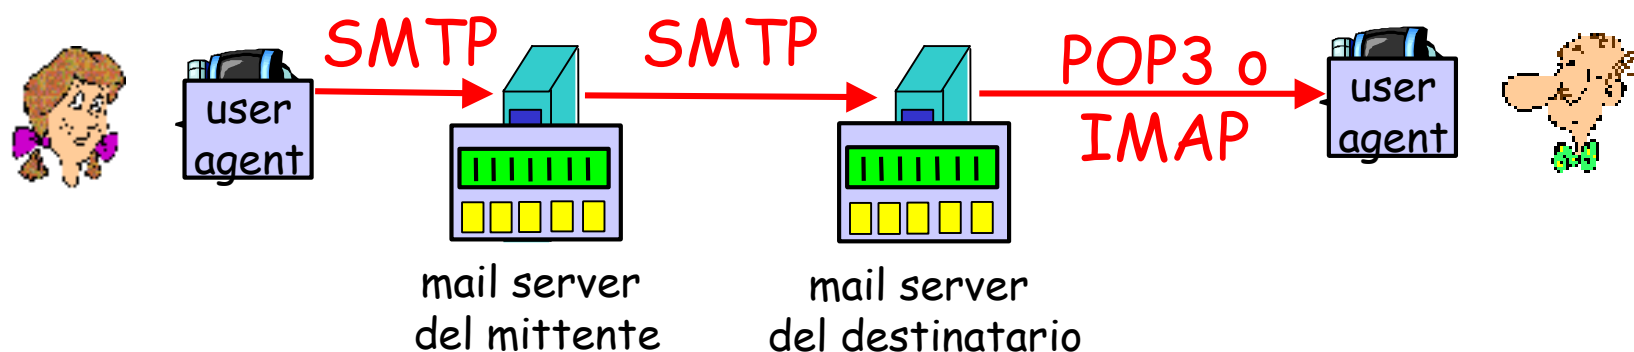 SMTP
SMTP
POP3 o
IMAP
user
agent
user
agent
mail server
del mittente
mail server
del destinatario